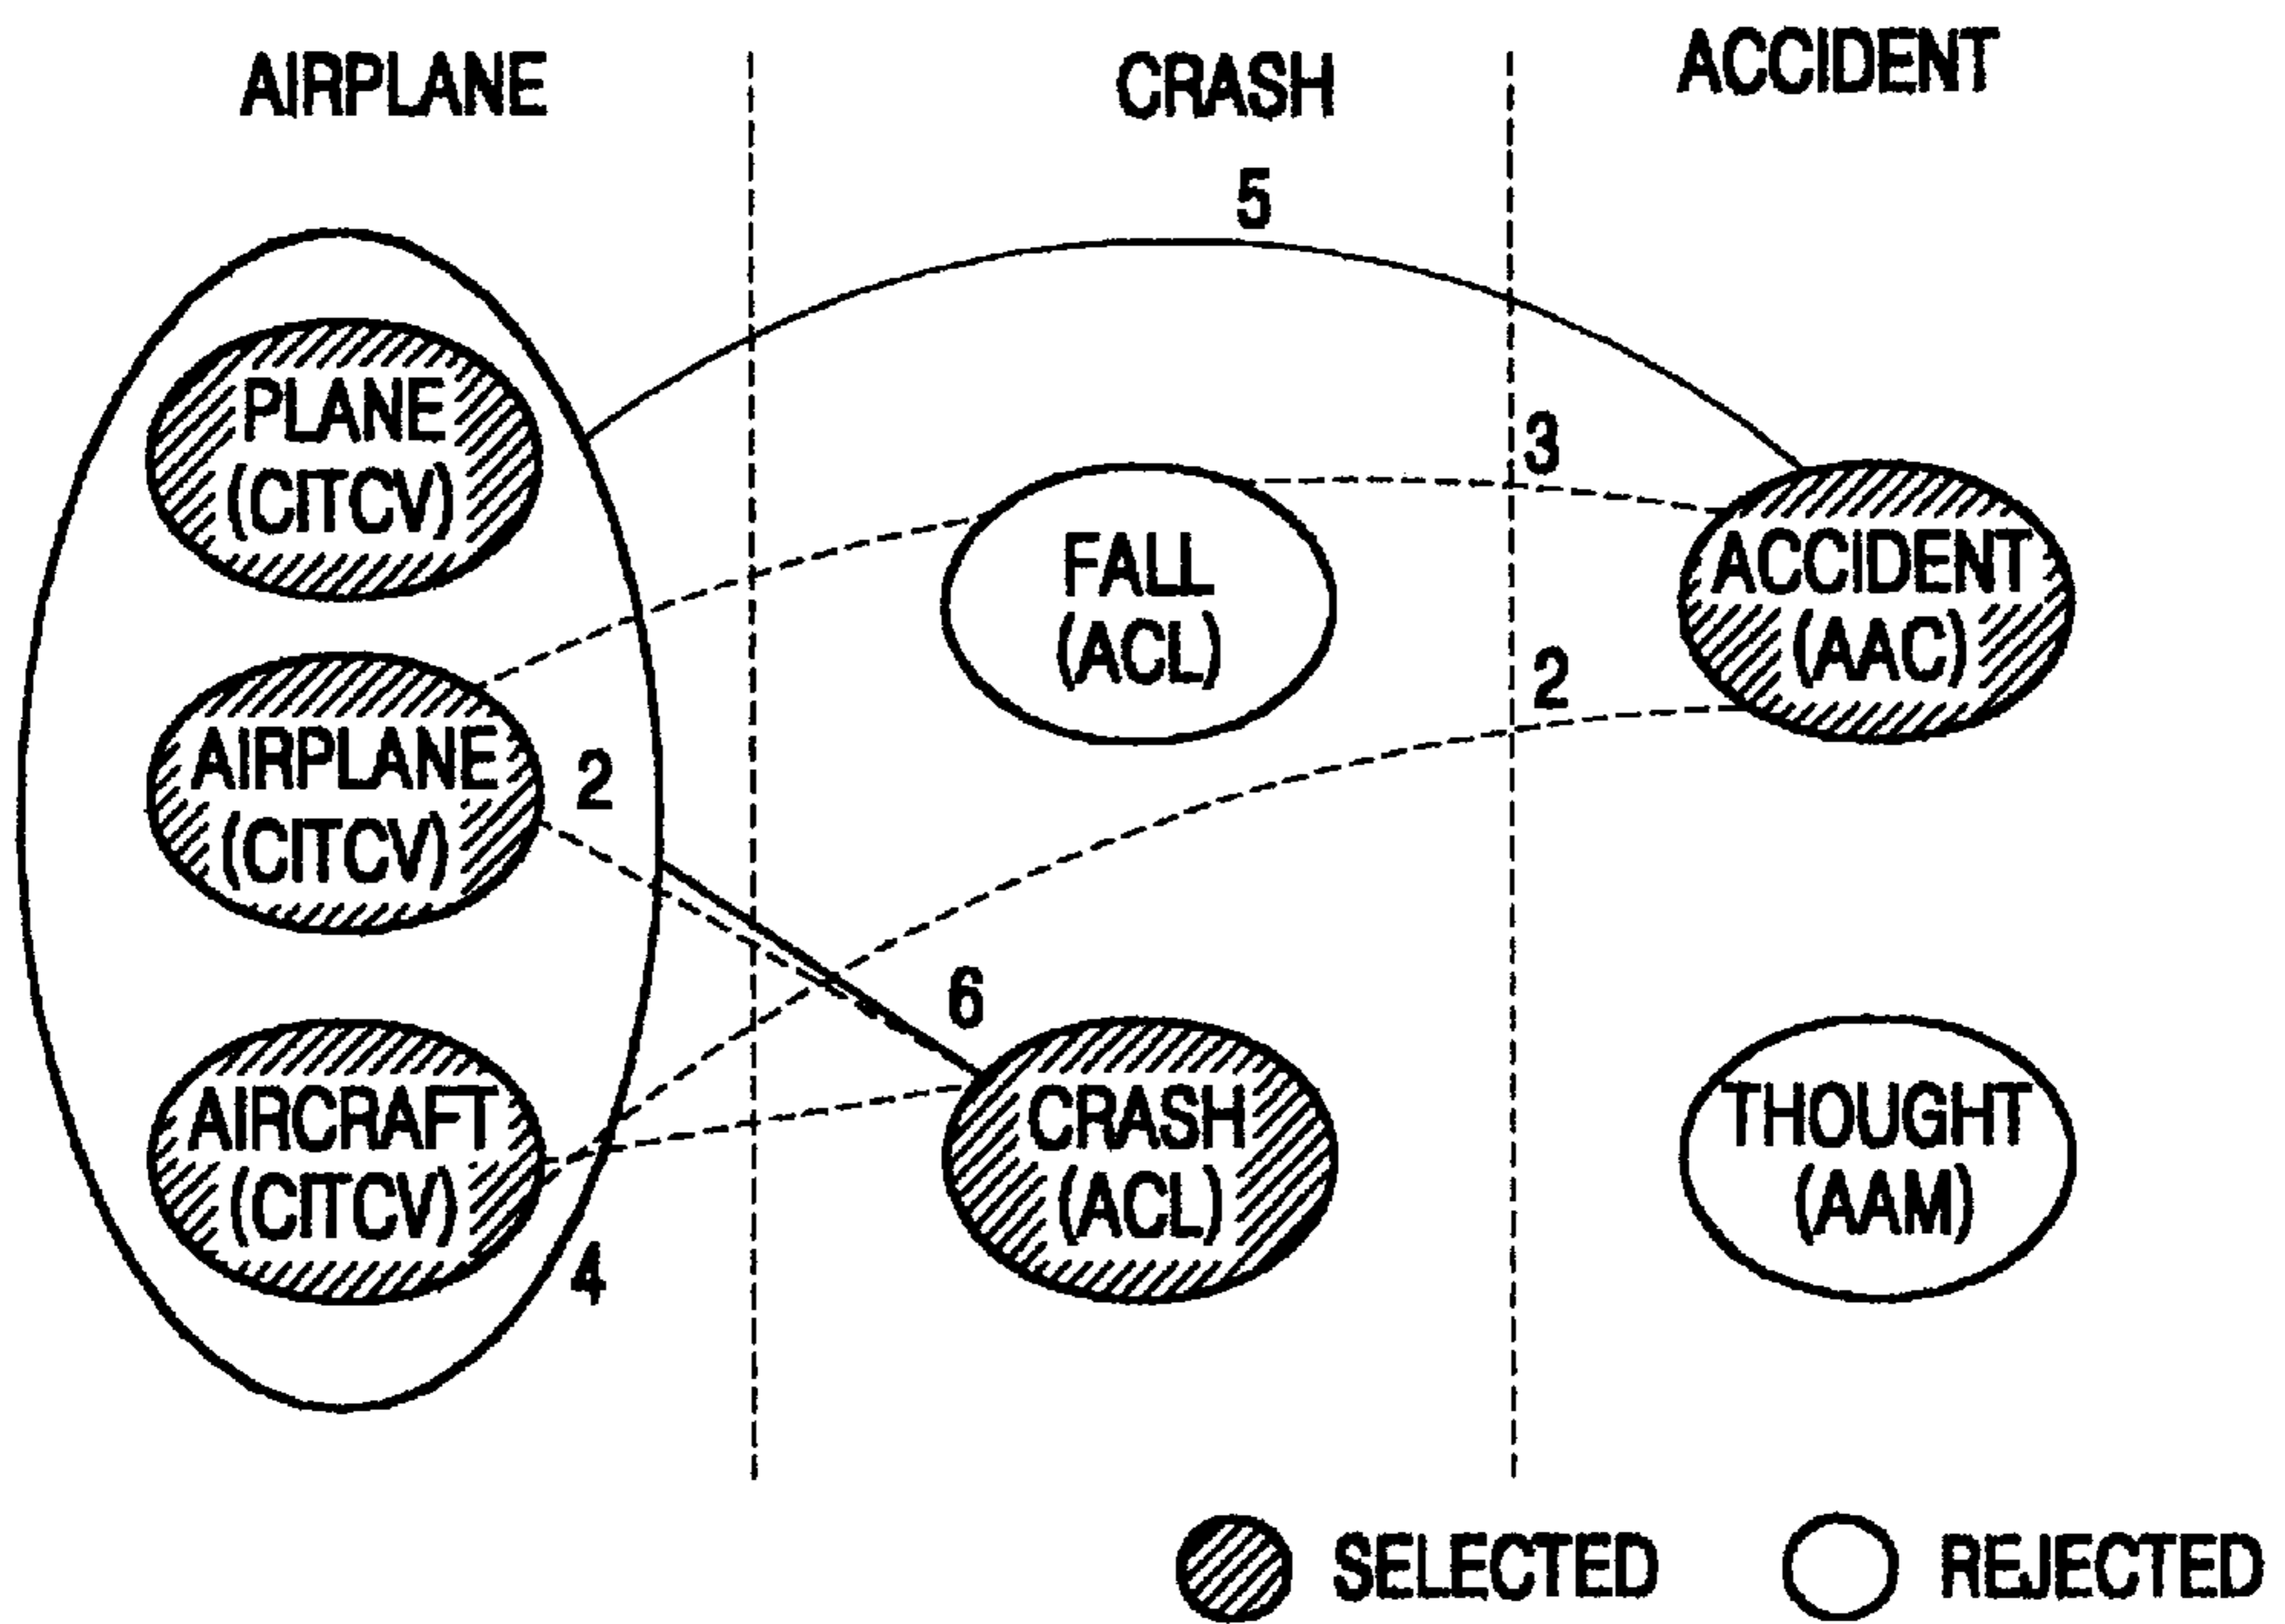 AIRPLANE
CRASH
ACCIDENT
5
PLANE
(CITCV)
3
FALL
(ACL)
ACCIDENT
(AAC)
2
AIRPLANE
(CITCV)
2
6
AIRCRAFT
(CITCV)
4
CRASH
(ACL)
THOUGHT
(AAM)
SELECTED
REJECTED